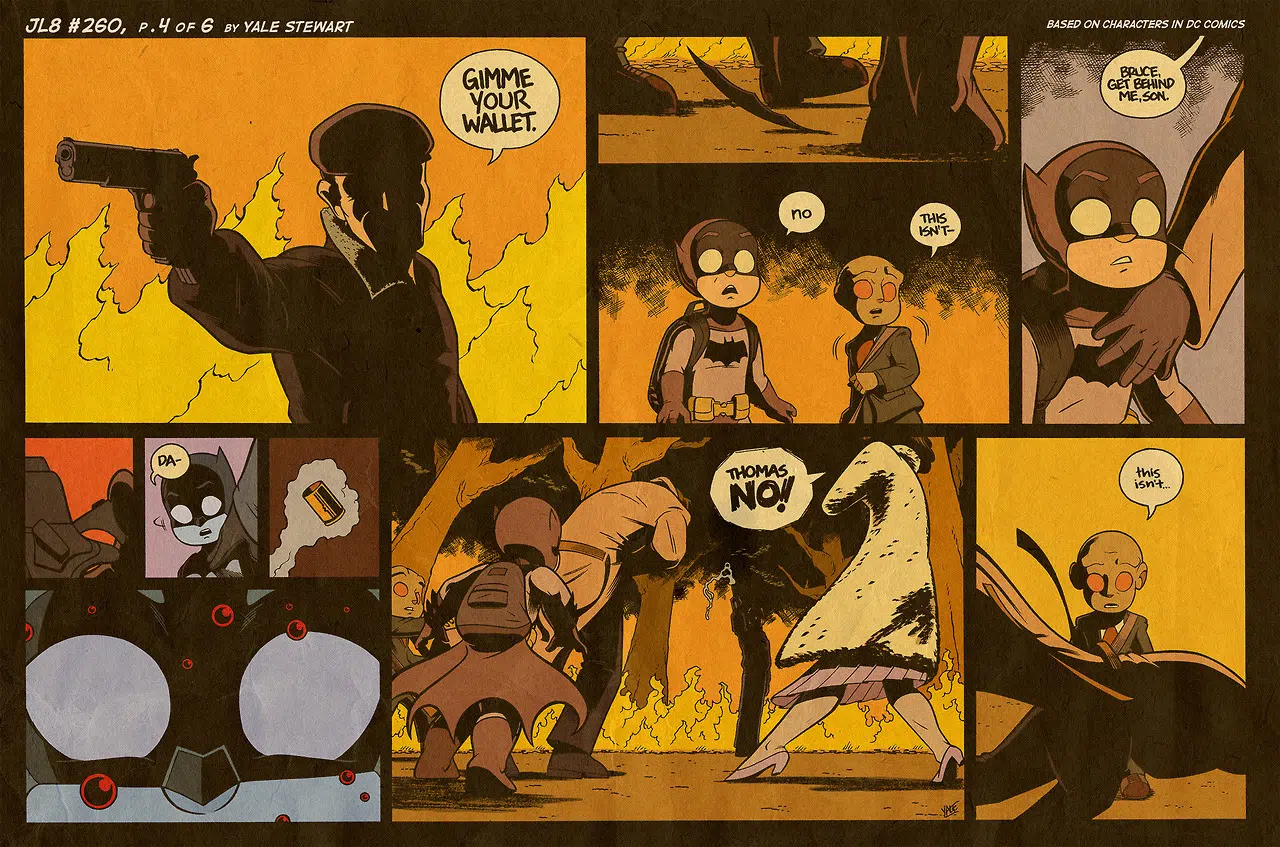 JL8 #260, P. 4 OF 6 BY YALE STEWART
BASED ON CHARACTERS IN DC COMICS
GIMME
YOUR
WALLET.
no
THIS
ISN'T-
BRUCE,
GET BEHIND
ME, SON.
DA-
THOMAS
NO!!
this
isn't...
YALE